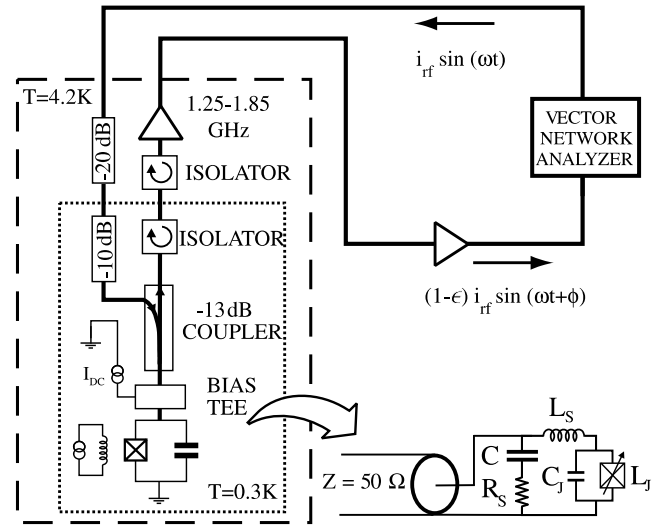 i_rf sin (ωt)
T=4.2K
1.25-1.85
GHz
VECTOR
NETWORK
ANALYZER
-20 dB
ISOLATOR
-10 dB
ISOLATOR
(1-ϵ) i_rf sin (ωt+ϕ)
-13dB
COUPLER
I_DC
BIAS
TEE
L_S
Z = 50 Ω
C
C_J
L_J
R_S
T=0.3K